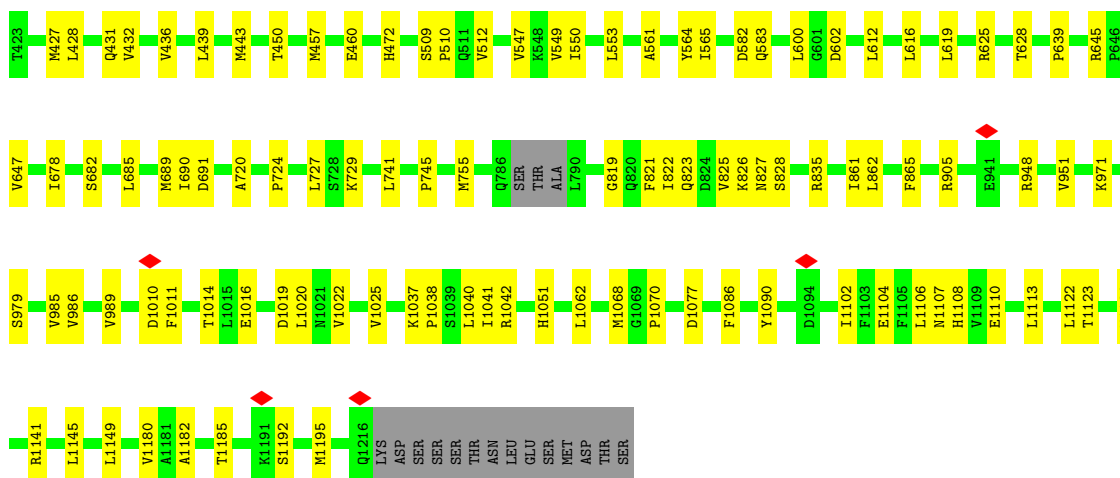 T423 M427 L428 Q431 V432 V436 L439 M443 T450 M457 E460 H472 S509 P510 Q511 V512 V547 K548 V549 I550 L553 A561 Y564 I565 D582 Q583 L600 G601 D602 L612 L616 L619 R625 T628 P639 R645 P646
V647 I678 S682 L685 M689 I690 D691 A720 P724 L727 S728 K729 L741 P745 M755 Q786 SER THR ALA L790 G819 Q820 F821 I822 Q823 D824 V825 K826 N827 S828 R835 I861 L862 F865 R905 E941 R948 V951 K971
S979 V985 V986 V989 D1010 F1011 T1014 L1015 E1016 D1019 L1020 N1021 V1022 V1025 K1037 P1038 S1039 L1040 I1041 R1042 H1051 L1062 M1068 G1069 P1070 D1077 F1086 Y1090 D1094 I1102 F1103 E1104 F1105 L1106 N1107 H1108 V1109 E1110 L1113 L1122 T1123
R1141 L1145 L1149 V1180 A1181 A1182 T1185 K1191 S1192 M1195 Q1216 LYS ASP SER SER SER THR ASN LEU GLU SER MET ASP THR SER